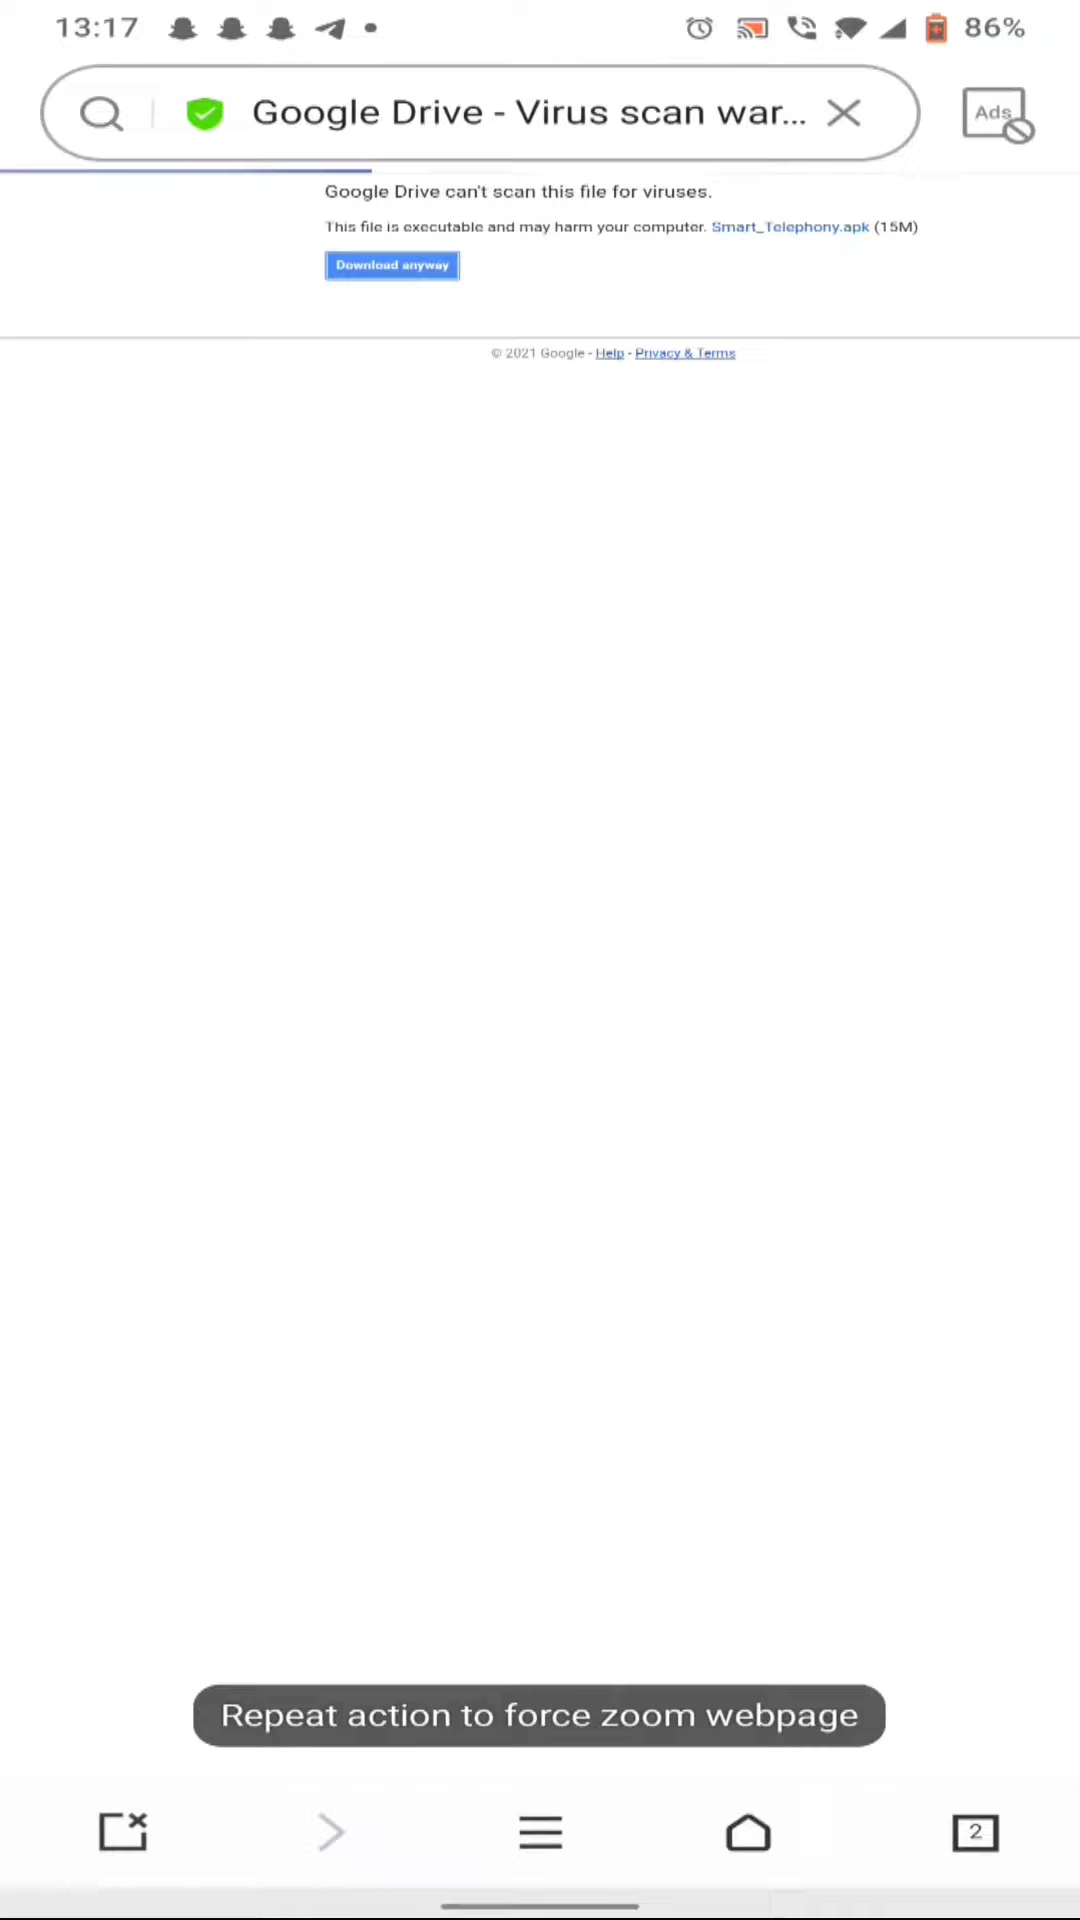 13:17
86%
Google Drive - Virus scan war...
Ads
Google Drive can't scan this file for viruses.
This file is executable and may harm your computer. Smart_Telephony.apk (15M)
Download anyway
© 2021 Google - Help - Privacy & Terms
Repeat action to force zoom webpage
2